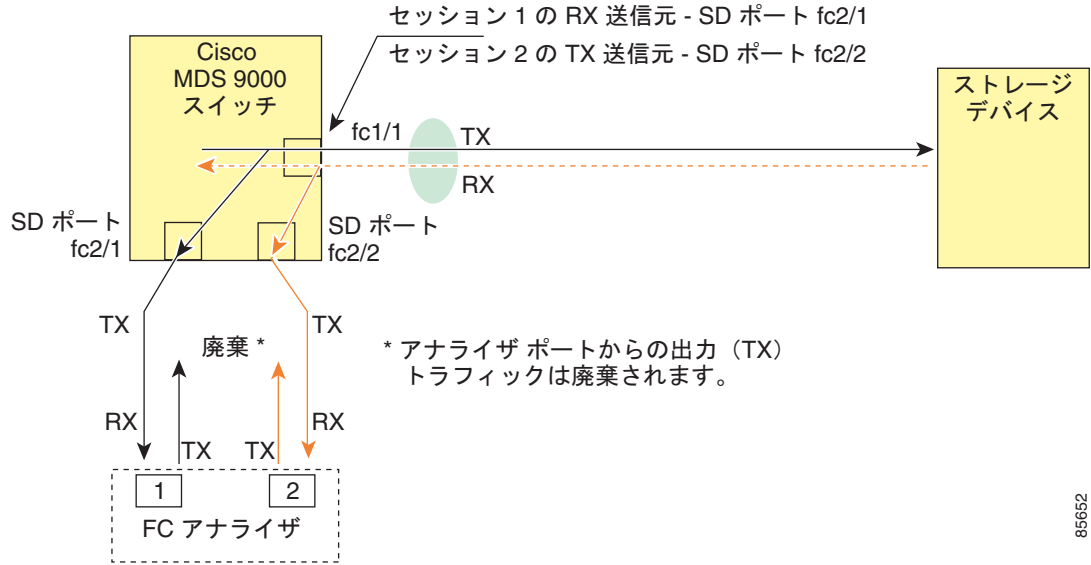 セッション 1 の RX 送信元 - SD ポート fc2/1
セッション 2 の TX 送信元 - SD ポート fc2/2
Cisco
MDS 9000
スイッチ
ストレージ
デバイス
fc1/1
TX
RX
SD ポート
fc2/1
SD ポート
fc2/2
TX
TX
廃棄 *
* アナライザ ポートからの出力（TX）
トラフィックは廃棄されます。
RX
TX
TX
RX
1
2
FC アナライザ
85652